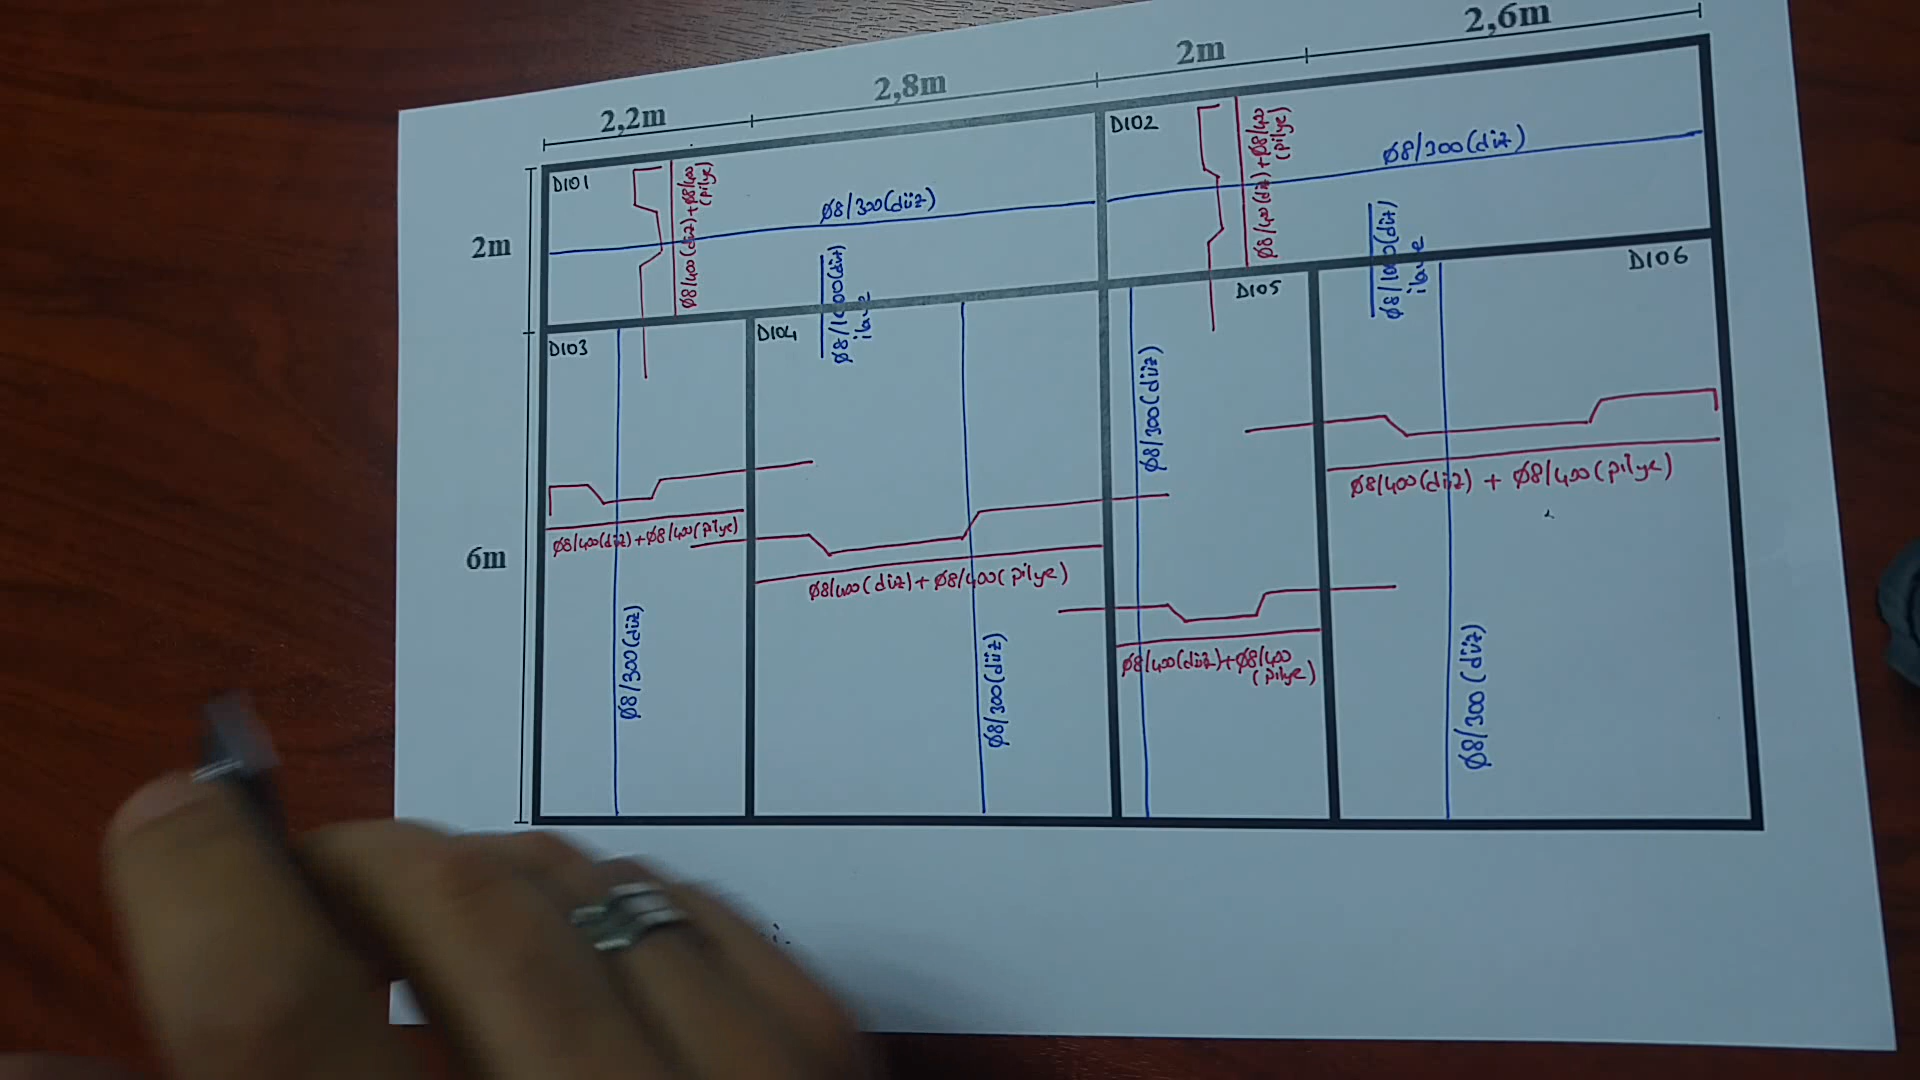 2,2m
2,8m
2m
2,6m
2m
6m
D101
Ø8/400(düz)+Ø8/400
(pilye)
Ø8/300(düz)
D102
Ø8/400(düz)+Ø8/400
(pilye)
Ø8/300(düz)
D103
Ø8/400(düz)+Ø8/400(pilye)
Ø8/300(düz)
D104
Ø8/1000(düz)
ilave
Ø8/400(düz)+Ø8/400(pilye)
Ø8/300(düz)
D105
Ø8/300(düz)
Ø8/400(düz)+Ø8/400
(pilye)
D106
Ø8/1000(düz)
ilave
Ø8/400(düz) + Ø8/400(pilye)
Ø8/300(düz)